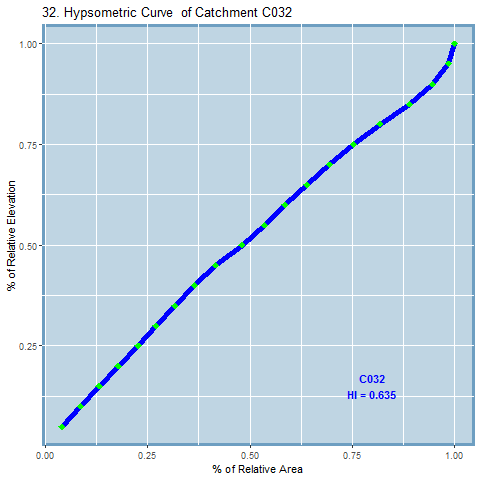 32. Hypsometric Curve  of Catchment C032
% of Relative Elevation
1.00
0.75
0.50
0.25
C032
HI = 0.635
0.00 0.25 0.50 0.75 1.00
% of Relative Area